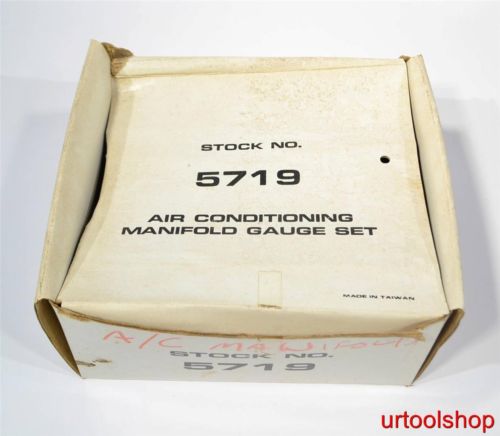 STOCK NO.
5719
AIR CONDITIONING
MANIFOLD GAUGE SET
MADE IN TAIWAN
A/C MANIFOLD
STOCK NO.
5719
urtoolshop